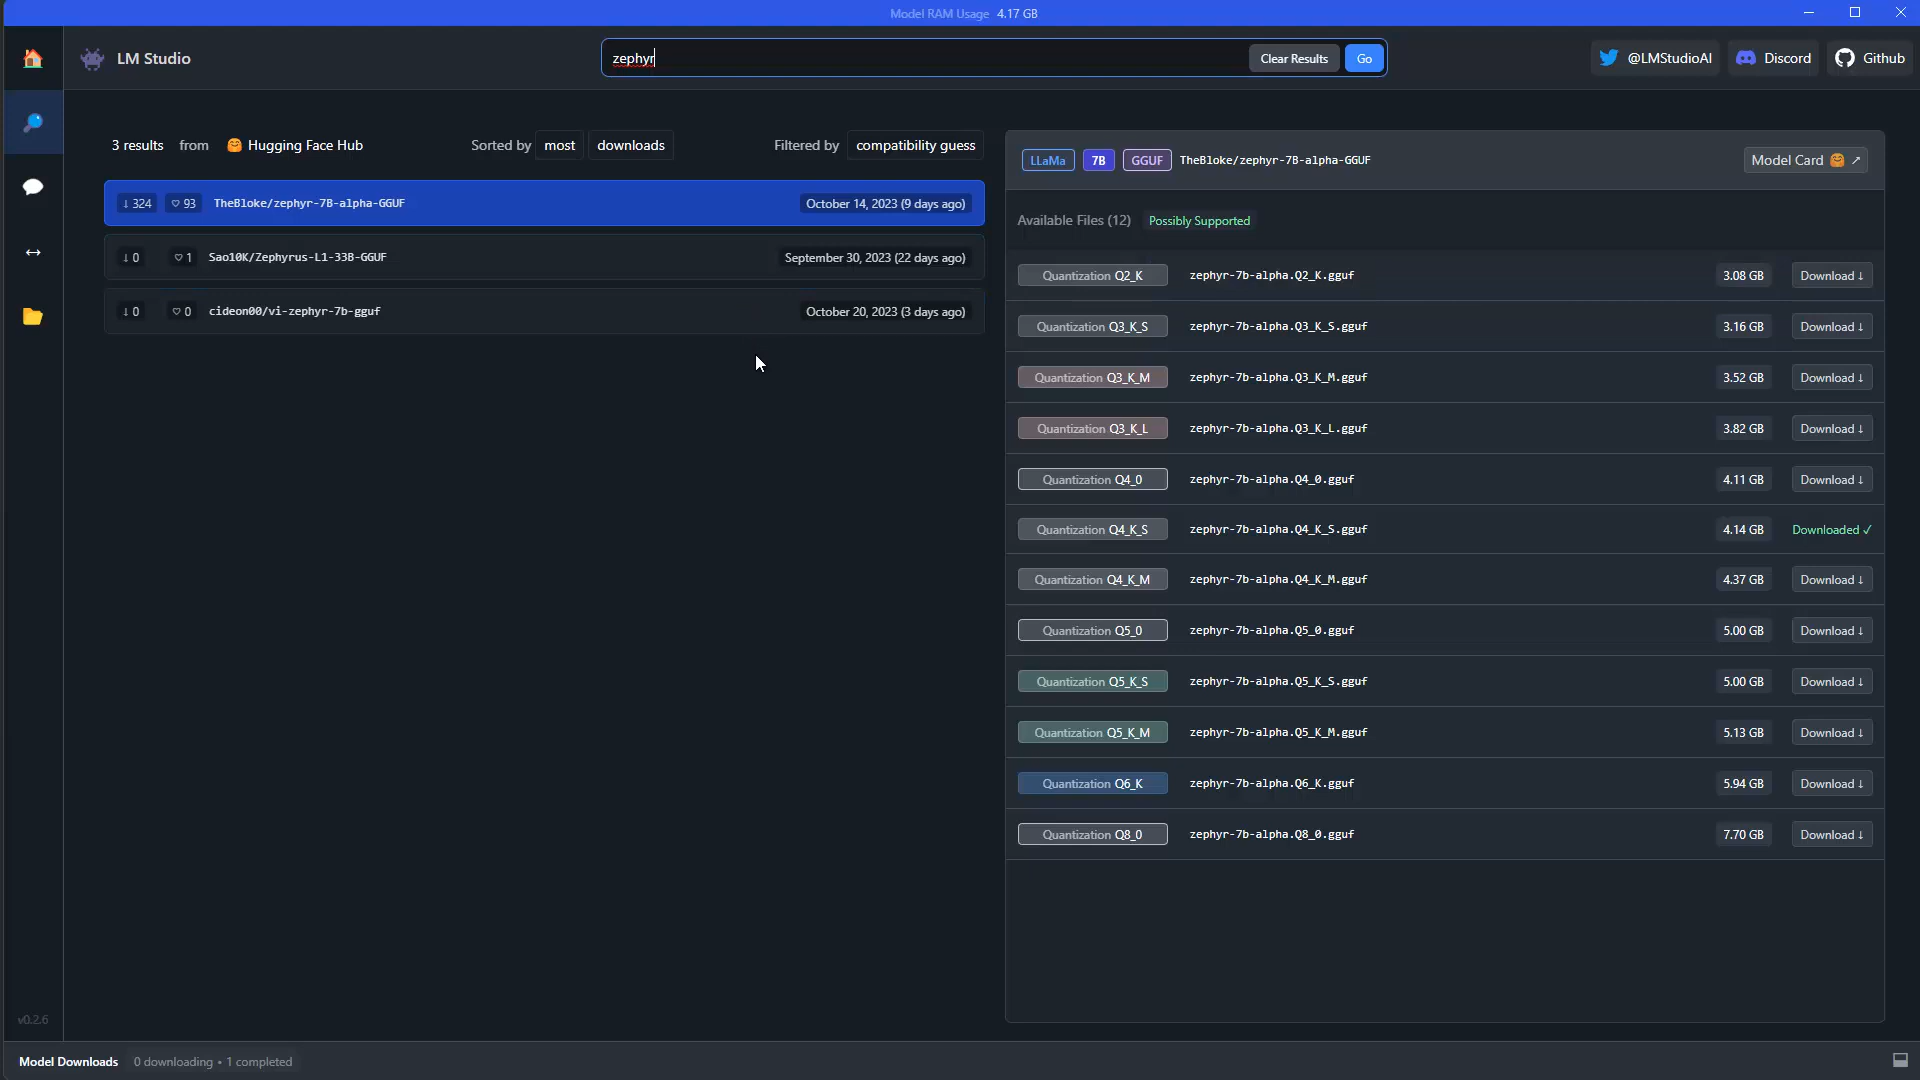 Model RAM Usage 4.17 GB
LM Studio
zephyr
Clear Results
Go
@LMStudioAI
Discord
Github
3 results from 🤗 Hugging Face Hub
Sorted by most downloads
Filtered by compatibility guess
↓ 324 ♡ 93 TheBloke/zephyr-7B-alpha-GGUF October 14, 2023 (9 days ago)
↓ 0 ♡ 1 Sao10K/Zephyrus-L1-33B-GGUF September 30, 2023 (22 days ago)
↓ 0 ♡ 0 cideon00/vi-zephyr-7b-gguf October 20, 2023 (3 days ago)
LLaMa 7B GGUF TheBloke/zephyr-7B-alpha-GGUF Model Card 🤗 ↗
Available Files (12) Possibly Supported
Quantization Q2_K zephyr-7b-alpha.Q2_K.gguf 3.08 GB Download ↓
Quantization Q3_K_S zephyr-7b-alpha.Q3_K_S.gguf 3.16 GB Download ↓
Quantization Q3_K_M zephyr-7b-alpha.Q3_K_M.gguf 3.52 GB Download ↓
Quantization Q3_K_L zephyr-7b-alpha.Q3_K_L.gguf 3.82 GB Download ↓
Quantization Q4_0 zephyr-7b-alpha.Q4_0.gguf 4.11 GB Download ↓
Quantization Q4_K_S zephyr-7b-alpha.Q4_K_S.gguf 4.14 GB Downloaded ✓
Quantization Q4_K_M zephyr-7b-alpha.Q4_K_M.gguf 4.37 GB Download ↓
Quantization Q5_0 zephyr-7b-alpha.Q5_0.gguf 5.00 GB Download ↓
Quantization Q5_K_S zephyr-7b-alpha.Q5_K_S.gguf 5.00 GB Download ↓
Quantization Q5_K_M zephyr-7b-alpha.Q5_K_M.gguf 5.13 GB Download ↓
Quantization Q6_K zephyr-7b-alpha.Q6_K.gguf 5.94 GB Download ↓
Quantization Q8_0 zephyr-7b-alpha.Q8_0.gguf 7.70 GB Download ↓
v0.2.6
Model Downloads 0 downloading • 1 completed